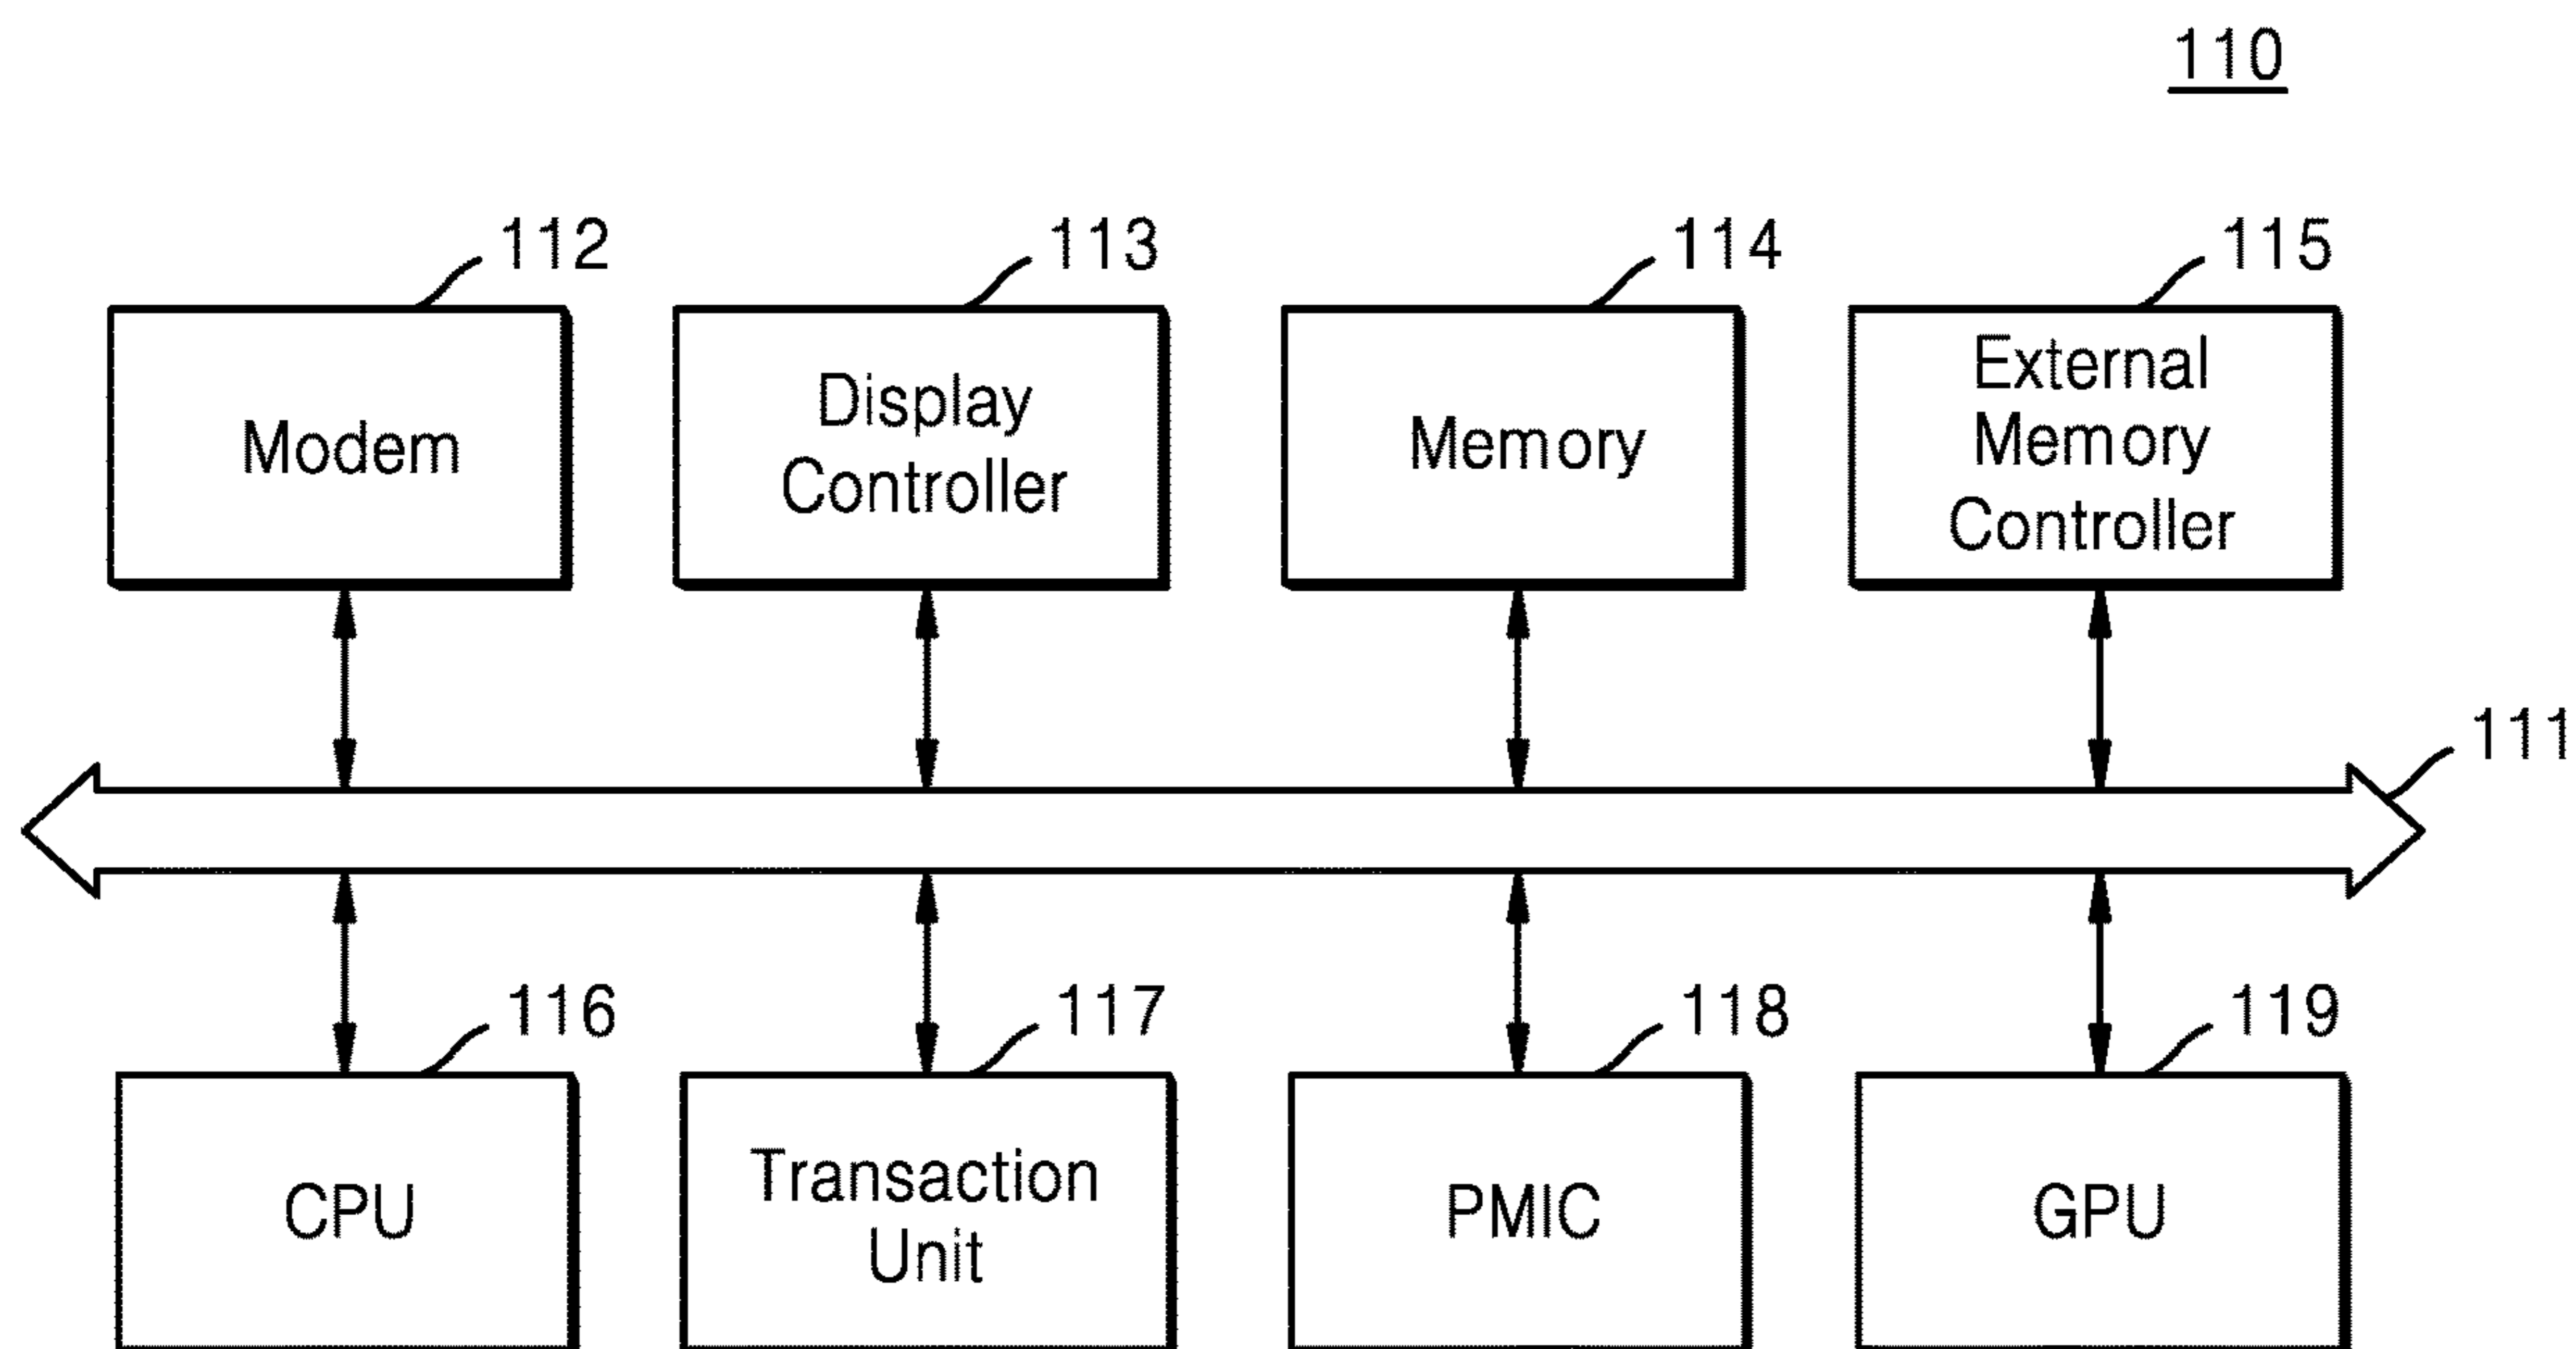 110
112
113
114
115
Modem
Display
Controller
Memory
External
Memory
Controller
111
116
117
118
119
CPU
Transaction
Unit
PMIC
GPU